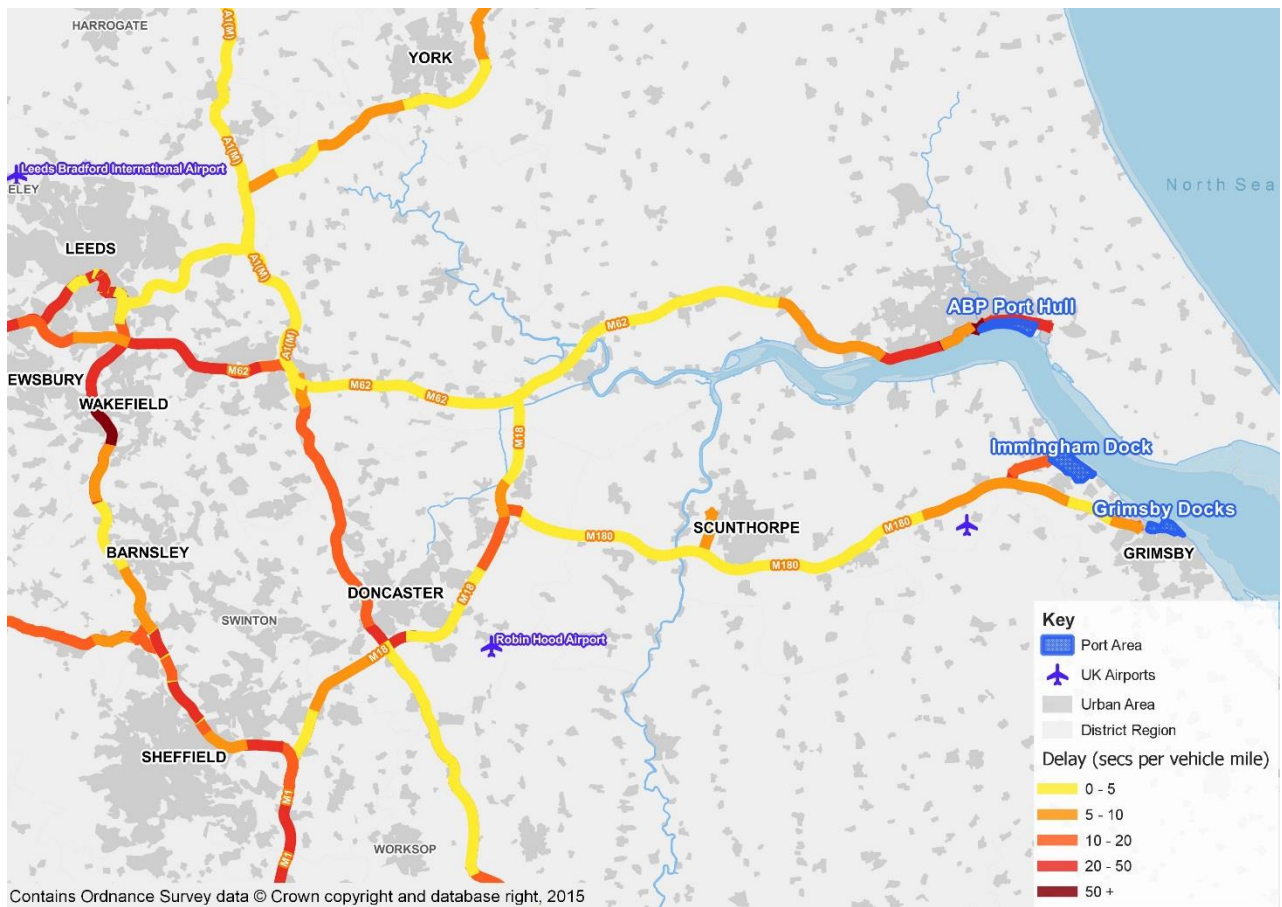 HARROGATE
A1(M)
YORK
A1(M)
Leeds Bradford International Airport
ELEY
North Sea
LEEDS
A1(M)
ABP Port Hull
M62
A1(M)
M62
EWSBURY
M62
M62
WAKEFIELD
M18
Immingham Dock
Grimsby Docks
SCUNTHORPE
M180
M180
M180
GRIMSBY
BARNSLEY
DONCASTER
M18
SWINTON
Robin Hood Airport
M18
SHEFFIELD
M1
WORKSOP
M1
Key
Port Area
UK Airports
Urban Area
District Region
Delay (secs per vehicle mile)
0 - 5
5 - 10
10 - 20
20 - 50
50 +
Contains Ordnance Survey data © Crown copyright and database right, 2015